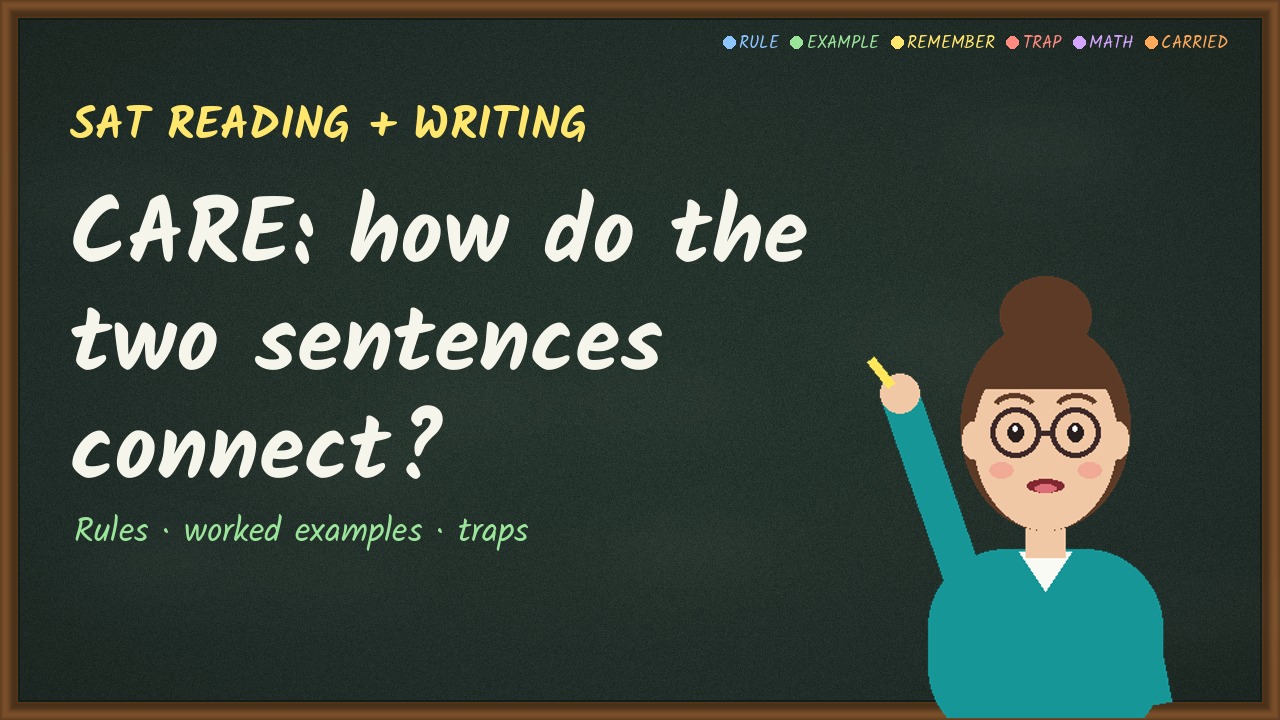 RULE EXAMPLE REMEMBER TRAP MATH CARRIED
SAT READING + WRITING
CARE: how do the
two sentences
connect?
Rules · worked examples · traps